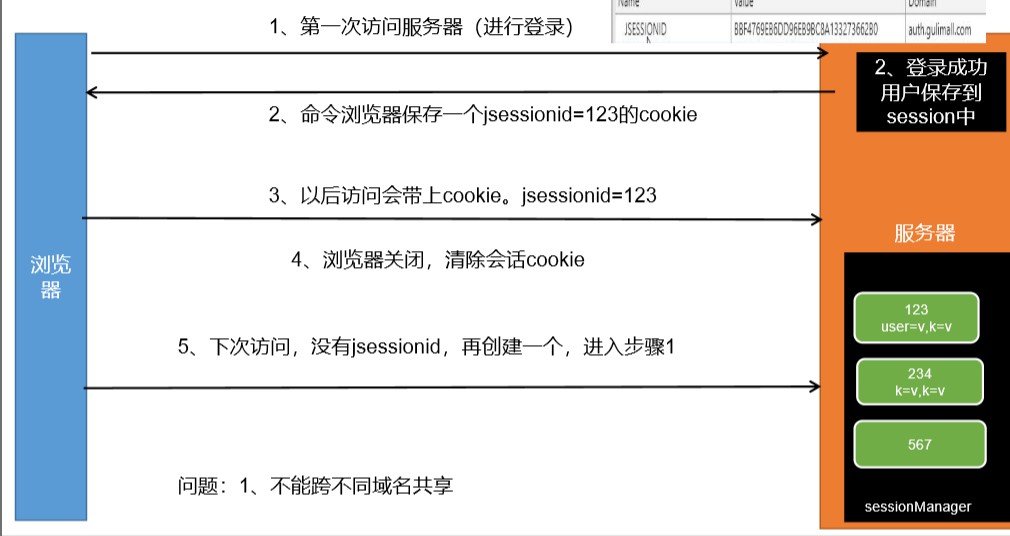 Name Value Domain
JSESSIONID BBF4769EB6DD96EB9BC8A133273662B0 auth.gulimall.com
1、第一次访问服务器（进行登录）
2、登录成功
用户保存到
session中
2、命令浏览器保存一个jsessionid=123的cookie
3、以后访问会带上cookie。jsessionid=123
服务器
4、浏览器关闭，清除会话cookie
浏览
器
123
user=v,k=v
5、下次访问，没有jsessionid，再创建一个，进入步骤1
234
k=v,k=v
567
问题：1、不能跨不同域名共享
sessionManager